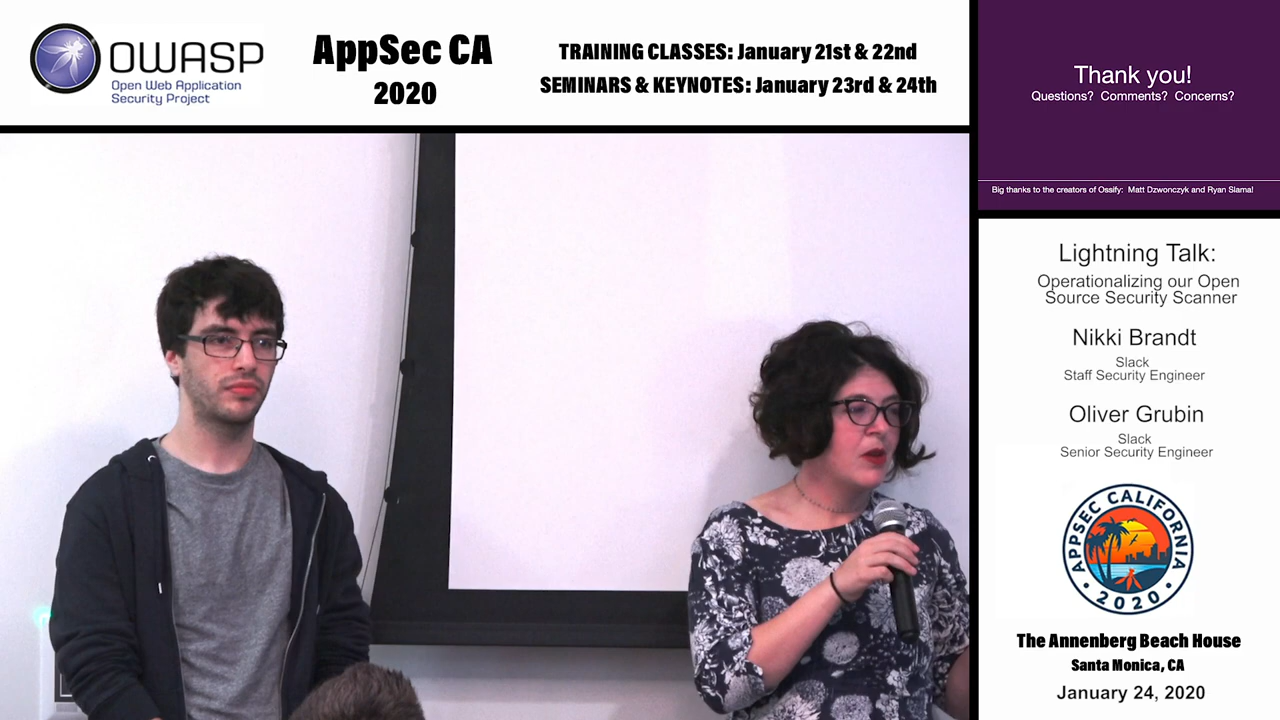 OWASP
Open Web Application
Security Project
AppSec CA
2020
TRAINING CLASSES: January 21st & 22nd
SEMINARS & KEYNOTES: January 23rd & 24th
Thank you!
Questions? Comments? Concerns?
Big thanks to the creators of Ossify: Matt Dzwonczyk and Ryan Slama!
Lightning Talk:
Operationalizing our Open
Source Security Scanner
Nikki Brandt
Slack
Staff Security Engineer
Oliver Grubin
Slack
Senior Security Engineer
APPSEC CALIFORNIA
• 2020 •
The Annenberg Beach House
Santa Monica, CA
January 24, 2020